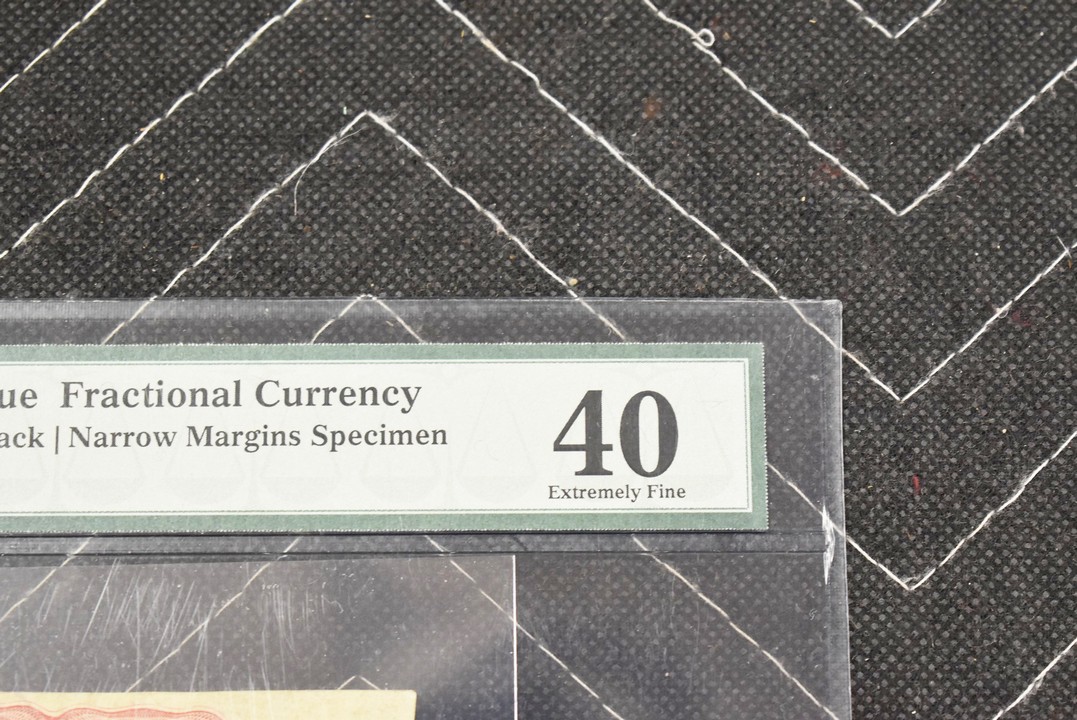 ue Fractional Currency
ack | Narrow Margins Specimen
40
Extremely Fine